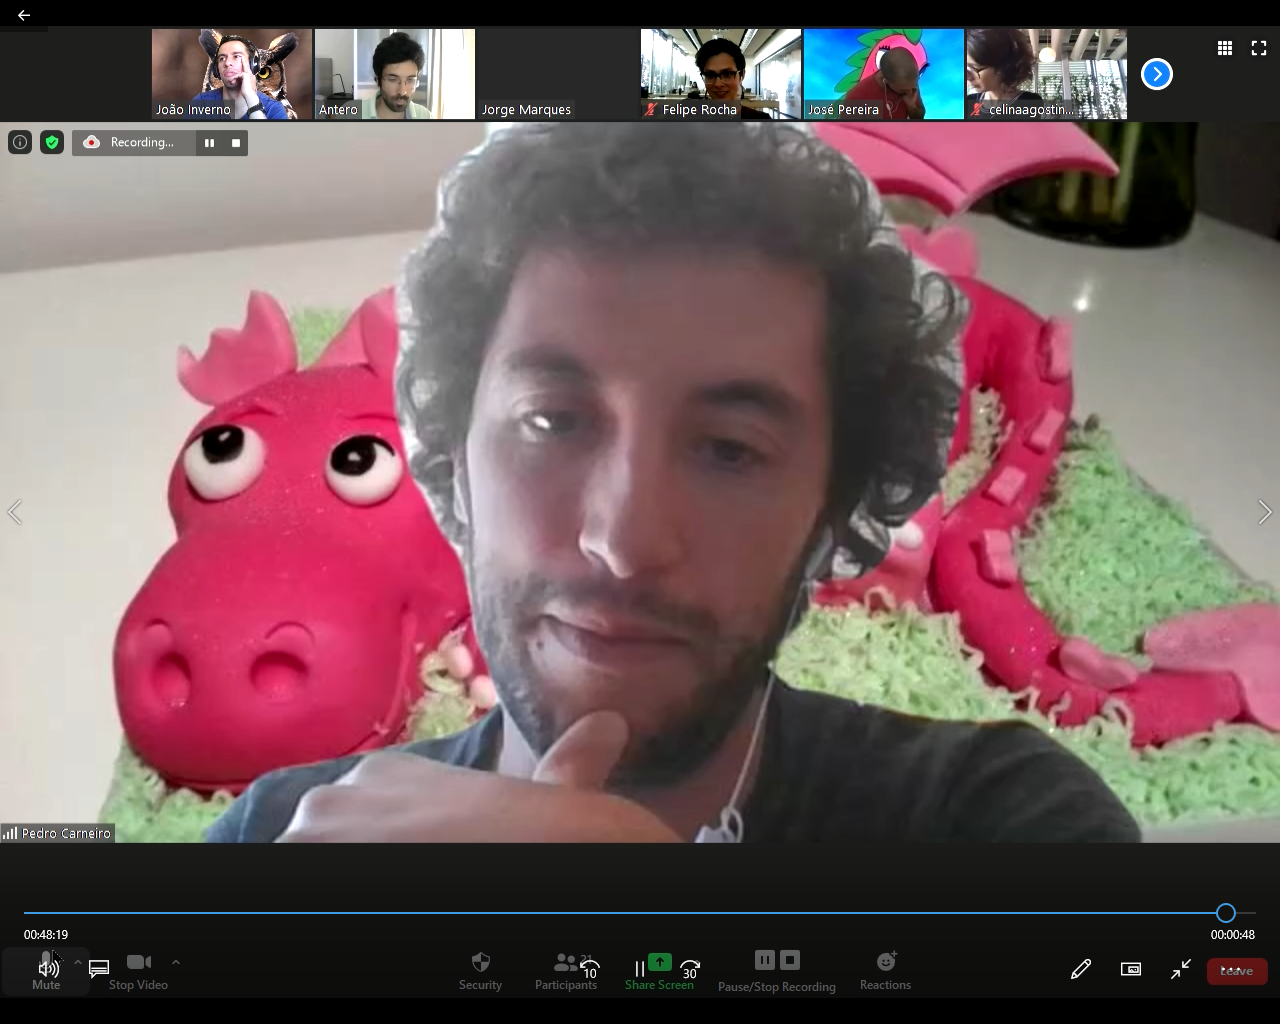 João Inverno
Antero
Jorge Marques
Felipe Rocha
José Pereira
celinaagostin...
Recording...
Pedro Carneiro
00:48:19
00:00:48
10
30
Mute
Stop Video
Security
Participants
Share Screen
Pause/Stop Recording
Reactions
Leave